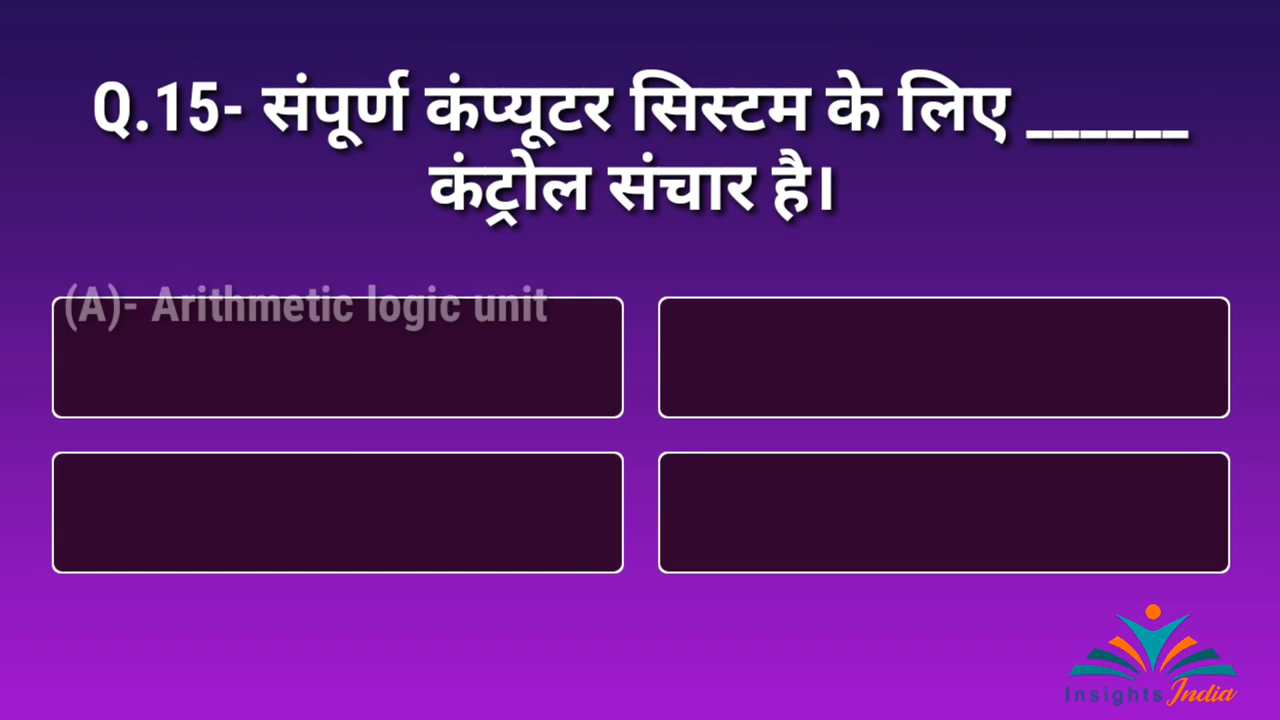 Q.15- संपूर्ण कंप्यूटर सिस्टम के लिए ______
कंट्रोल संचार है।
(A)- Arithmetic logic unit
Insights India